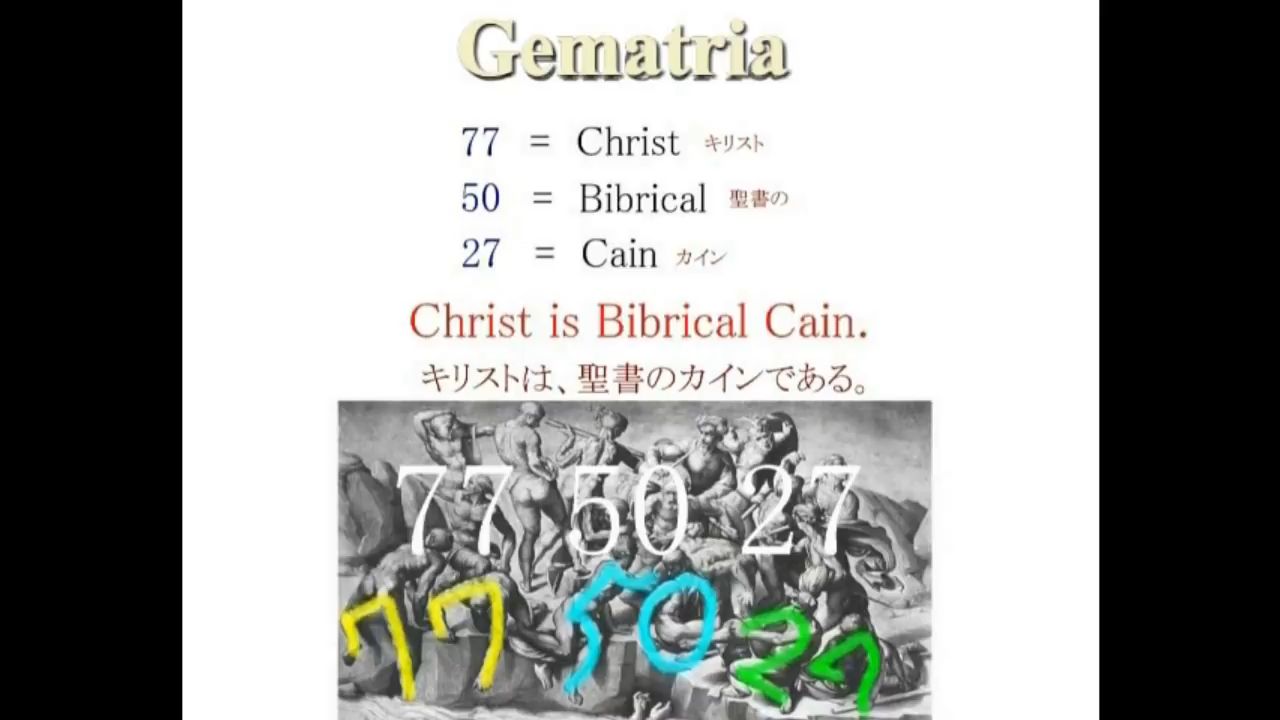 Gematria
77 = Christ キリスト
50 = Bibrical 聖書の
27 = Cain カイン
Christ is Bibrical Cain.
キリストは、聖書のカインである。
77 50 27
77 50 27